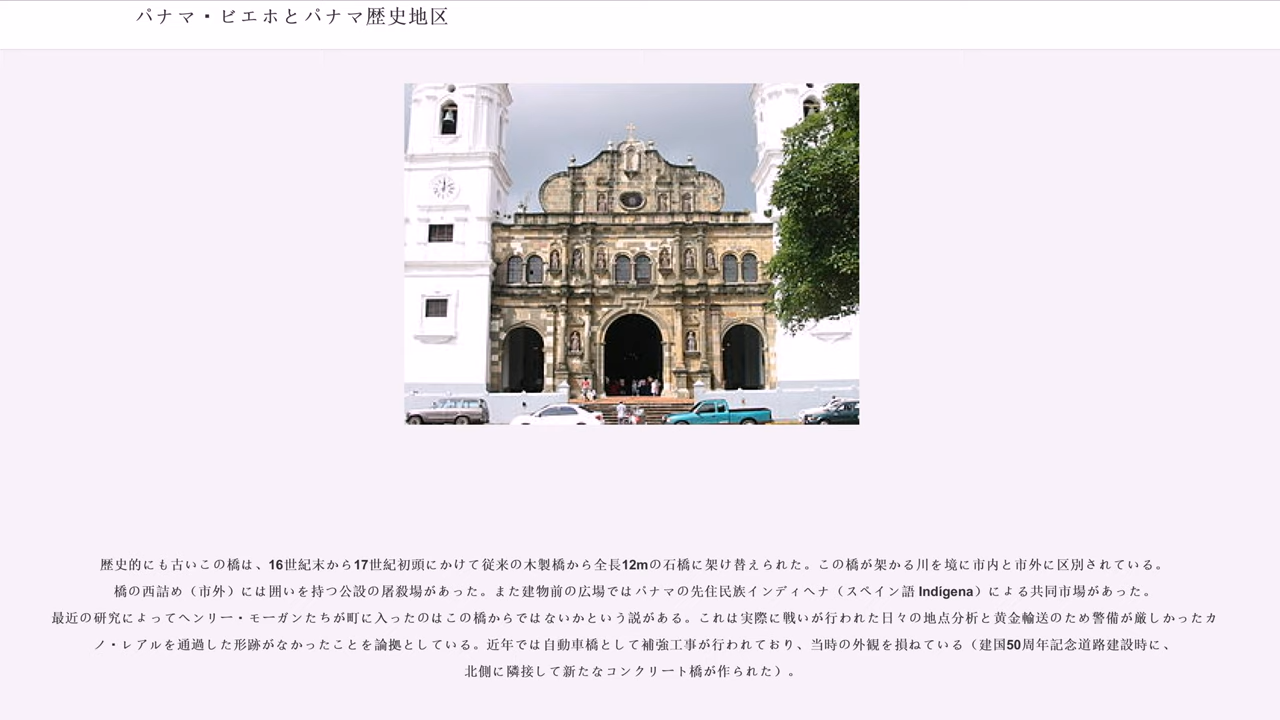 パナマ・ビエホとパナマ歴史地区
歴史的にも古いこの橋は、16世紀末から17世紀初頭にかけて従来の木製橋から全長12mの石橋に架け替えられた。この橋が架かる川を境に市内と市外に区別されている。
橋の西詰め（市外）には囲いを持つ公設の屠殺場があった。また建物前の広場ではパナマの先住民族インディヘナ（スペイン語 Indígena）による共同市場があった。
最近の研究によってヘンリー・モーガンたちが町に入ったのはこの橋からではないかという説がある。これは実際に戦いが行われた日々の地点分析と黄金輸送のため警備が厳しかったカ
ノ・レアルを通過した形跡がなかったことを論拠としている。近年では自動車橋として補強工事が行われており、当時の外観を損ねている（建国50周年記念道路建設時に、
北側に隣接して新たなコンクリート橋が作られた）。